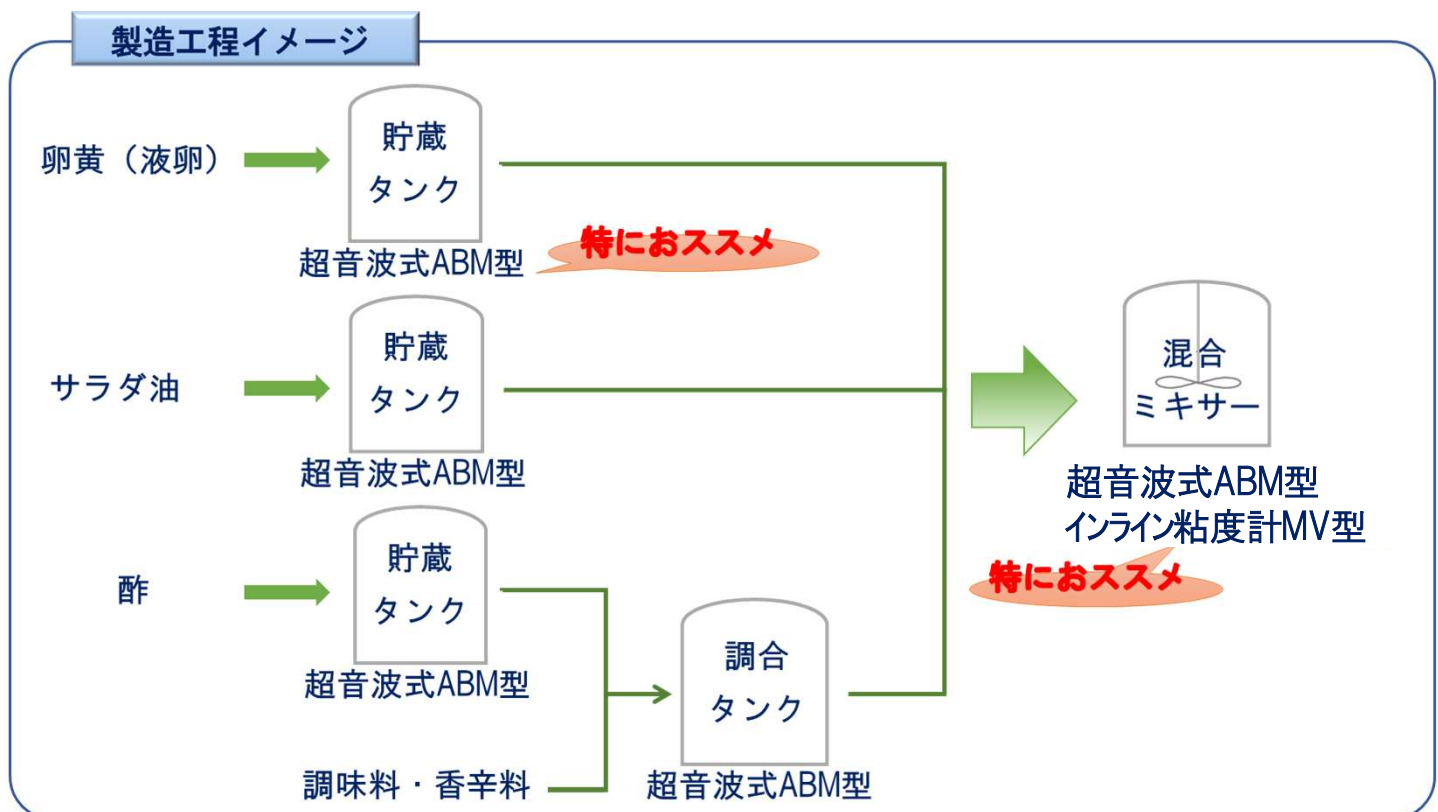 製造工程イメージ
卵黄（液卵）
貯蔵
タンク
超音波式ABM型
特におススメ
サラダ油
貯蔵
タンク
超音波式ABM型
酢
貯蔵
タンク
超音波式ABM型
調味料・香辛料
調合
タンク
超音波式ABM型
混合
ミキサー
超音波式ABM型
インライン粘度計MV型
特におススメ